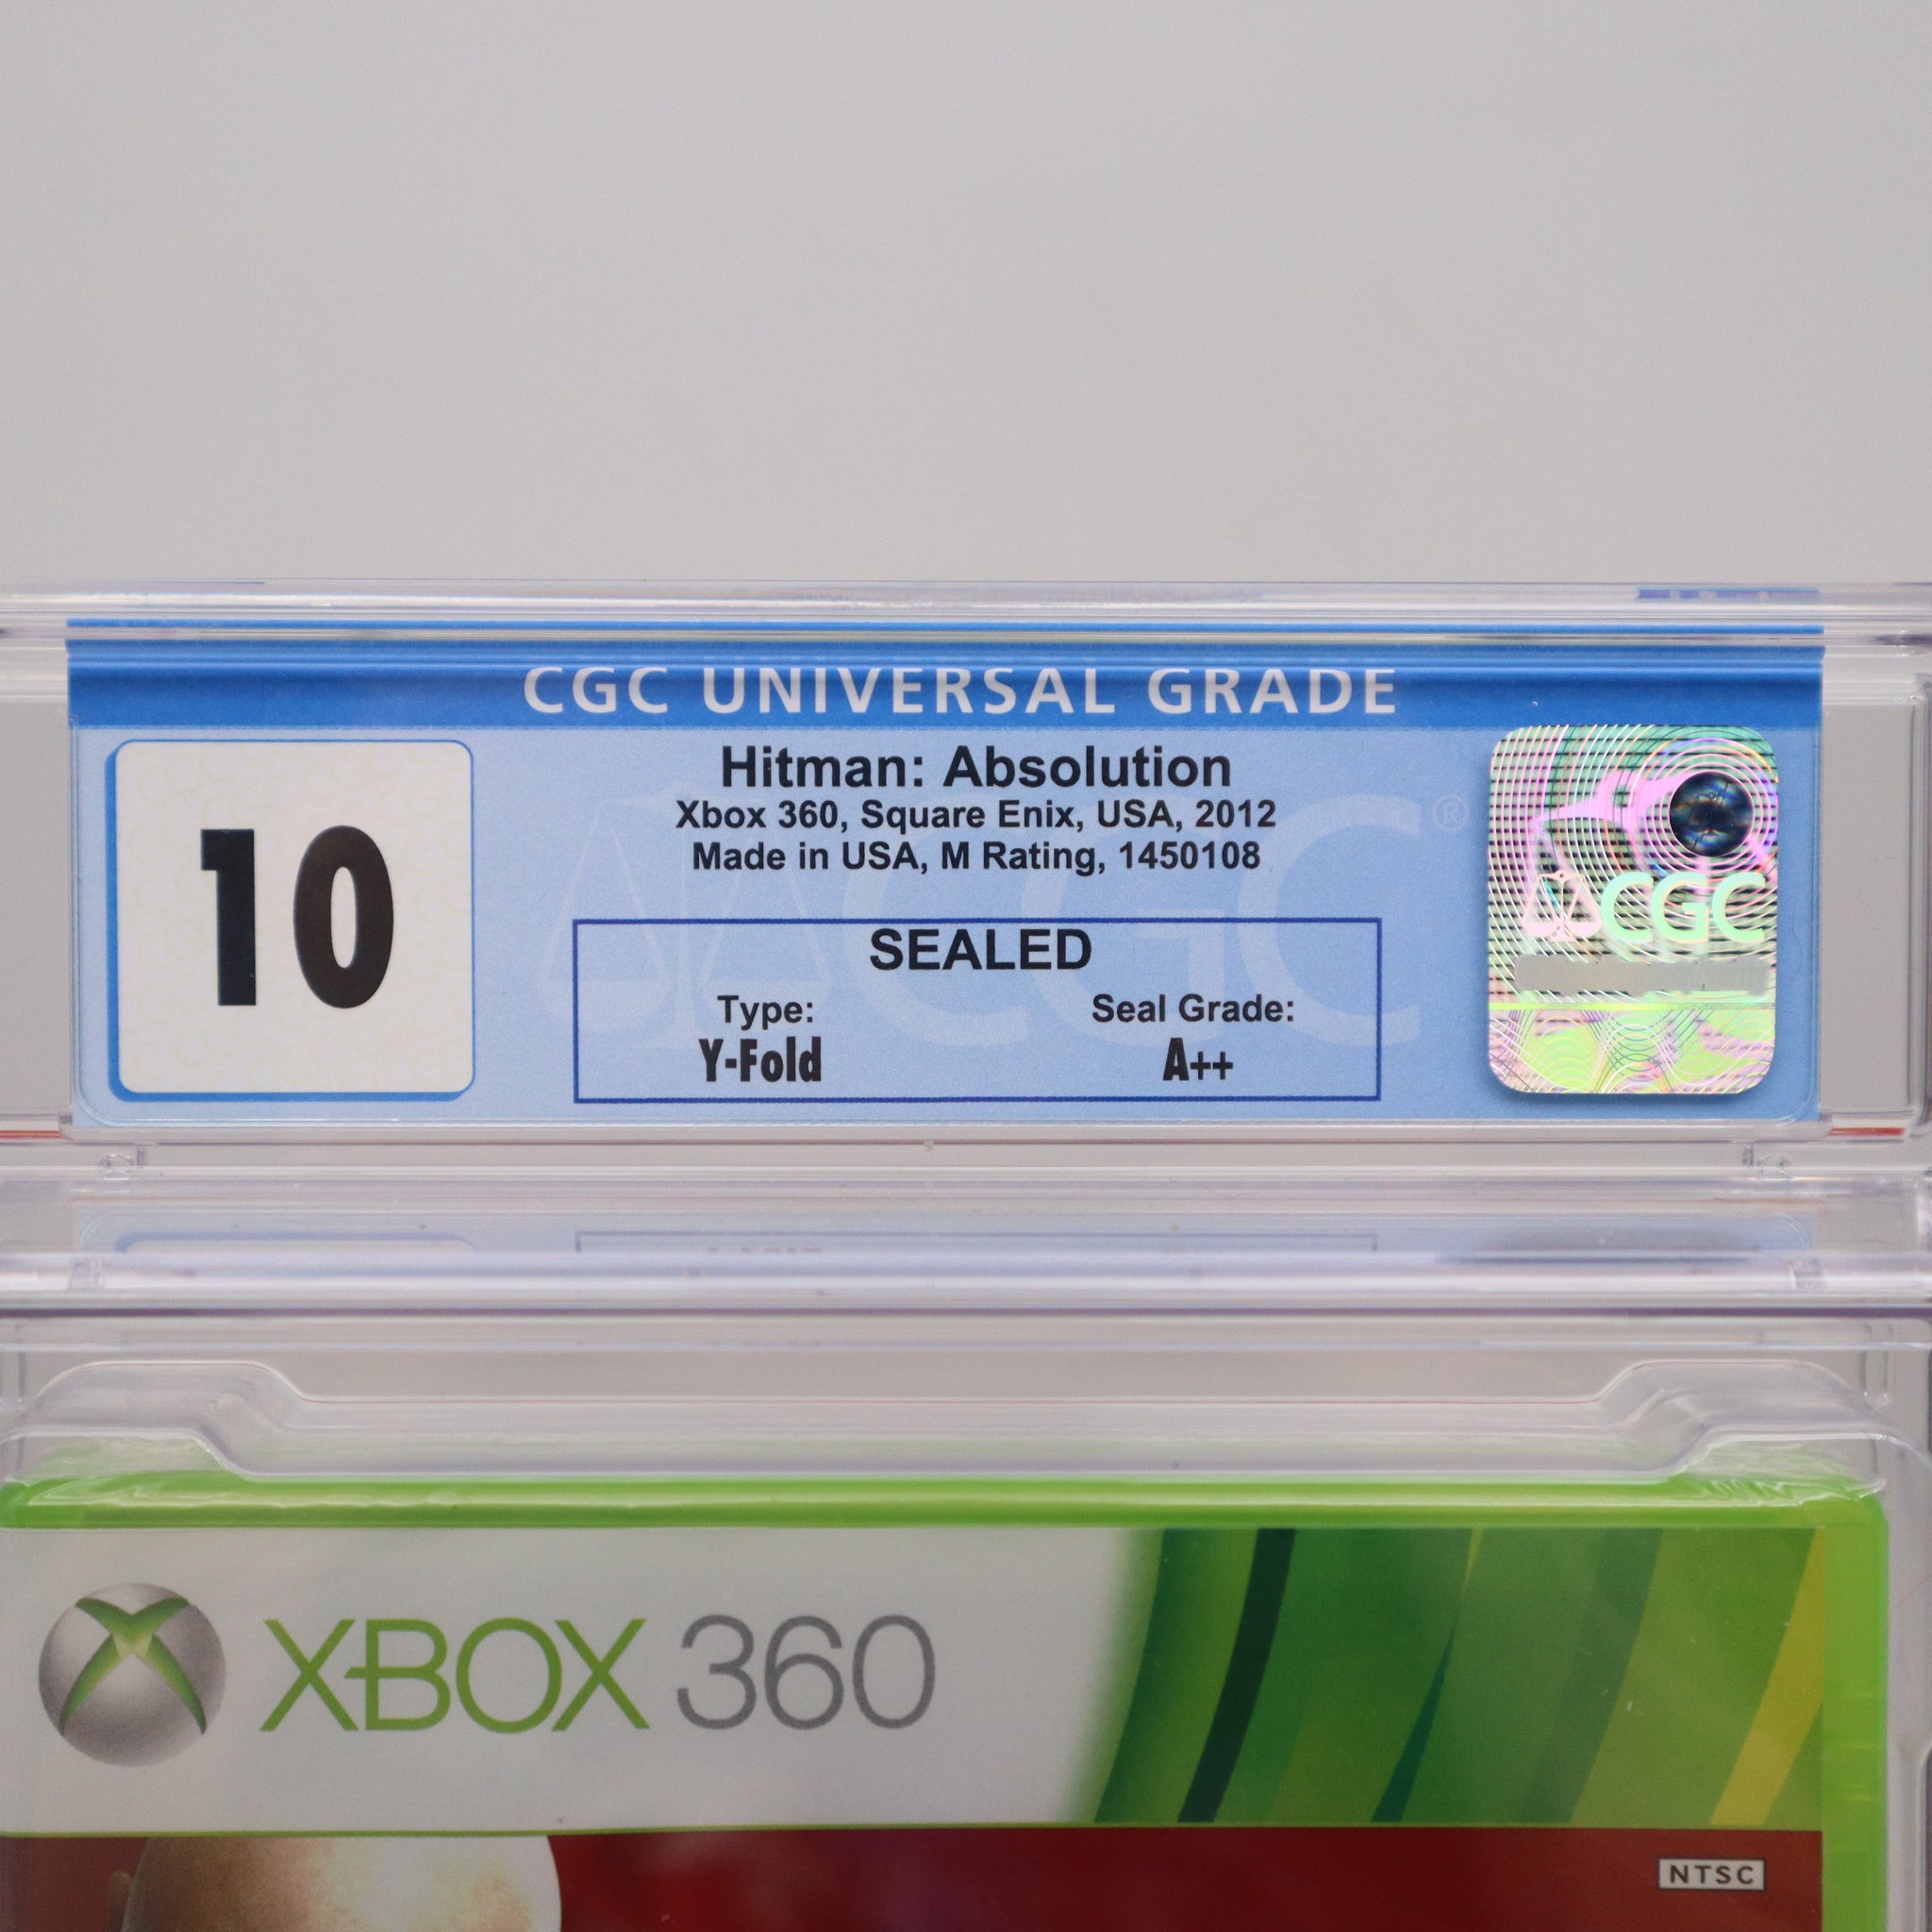 CGC UNIVERSAL GRADE
10
Hitman: Absolution
Xbox 360, Square Enix, USA, 2012
Made in USA, M Rating, 1450108
SEALED
Type:
Seal Grade:
Y-Fold
A++
CGC
CGC®
XBOX 360
NTSC